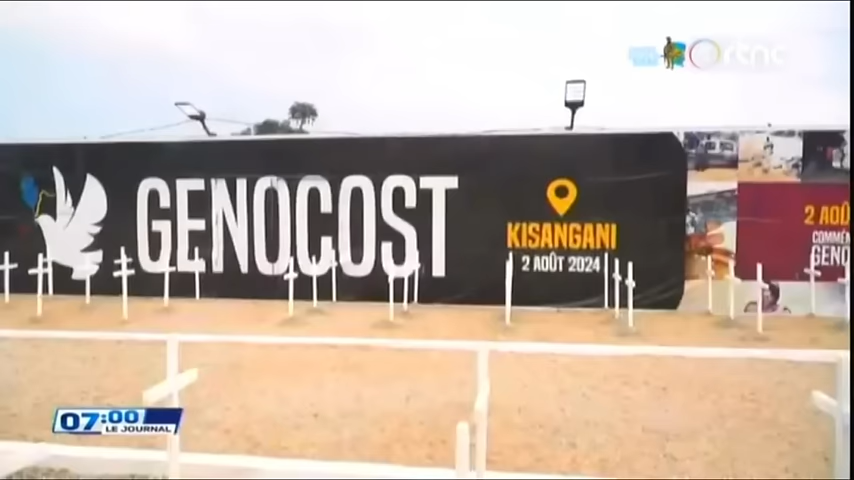 rtnc
GENOCOST
KISANGANI
2 AOÛT 2024
2 AOÛ
COMMÉ
GENO
07:00
LE JOURNAL